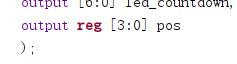 output [6:0] led_countdown,
output reg [3:0] pos
);